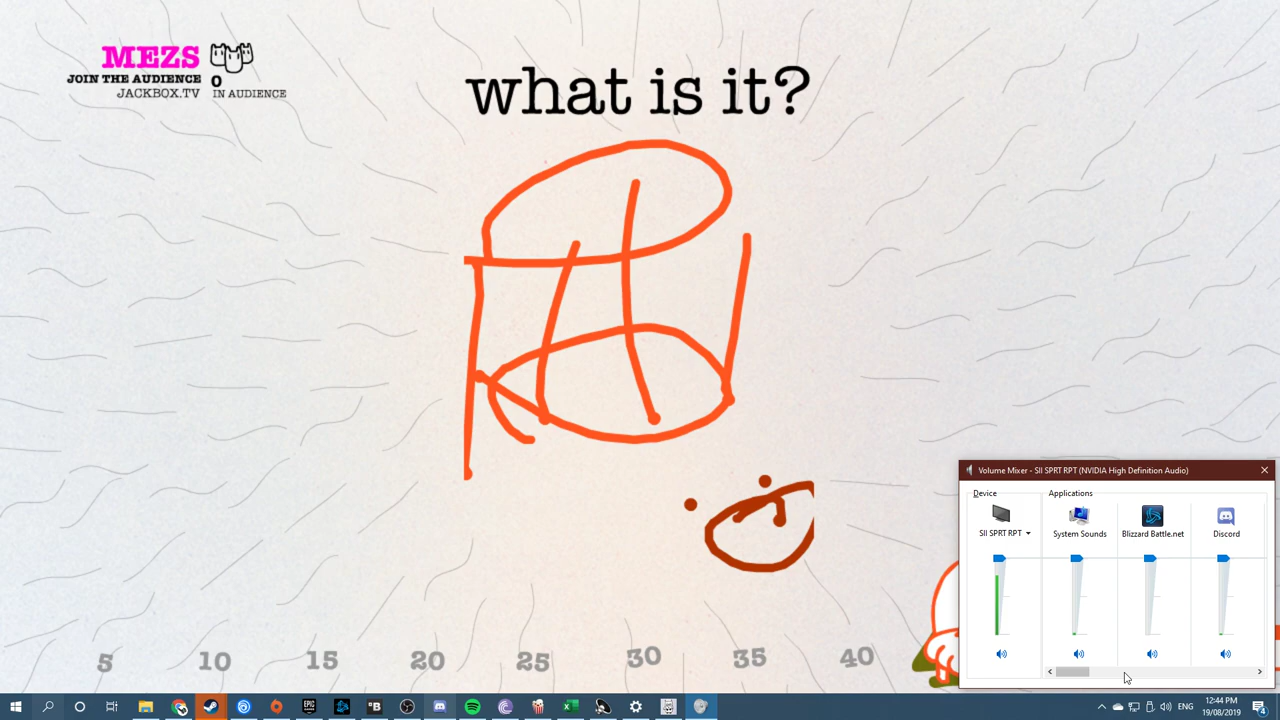 MEZS
JOIN THE AUDIENCE
JACKBOX.TV
0
IN AUDIENCE
what is it?
Volume Mixer - SII SPRT RPT (NVIDIA High Definition Audio)
Device
Applications
SII SPRT RPT
System Sounds
Blizzard Battle.net
Discord
5 10 15 20 25 30 35 40
EPIC GAMES
B
ENG
12:44 PM
19/08/2019
4